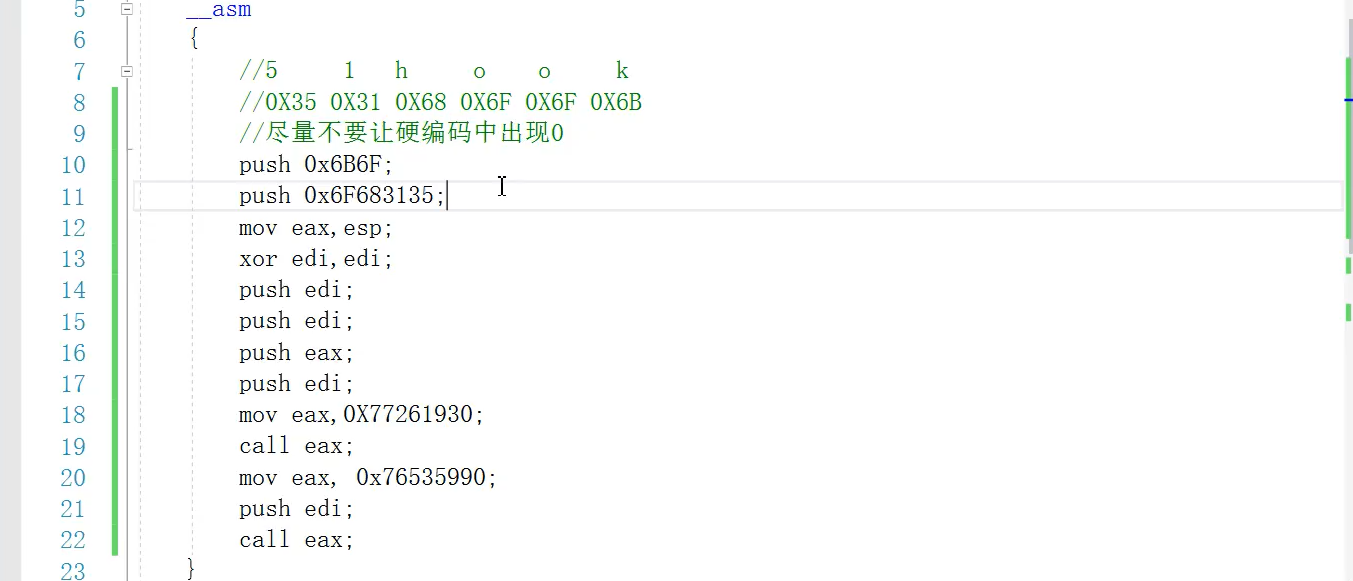 5 __asm
6 {
7 //5 1 h o o k
8 //0X35 0X31 0X68 0X6F 0X6F 0X6B
9 //尽量不要让硬编码中出现0
10 push 0x6B6F;
11 push 0x6F683135;
12 mov eax,esp;
13 xor edi,edi;
14 push edi;
15 push edi;
16 push eax;
17 push edi;
18 mov eax,0X77261930;
19 call eax;
20 mov eax, 0x76535990;
21 push edi;
22 call eax;
23 }